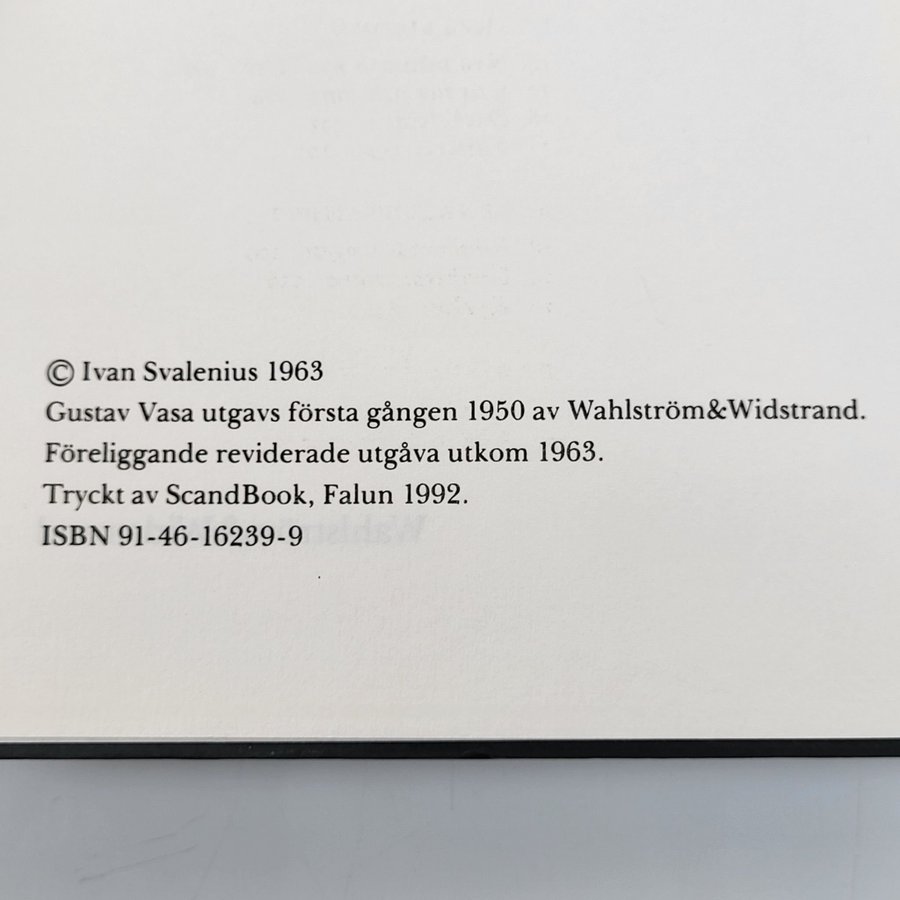 © Ivan Svalenius 1963
Gustav Vasa utgavs första gången 1950 av Wahlström&Widstrand.
Föreliggande reviderade utgåva utkom 1963.
Tryckt av ScandBook, Falun 1992.
ISBN 91-46-16239-9